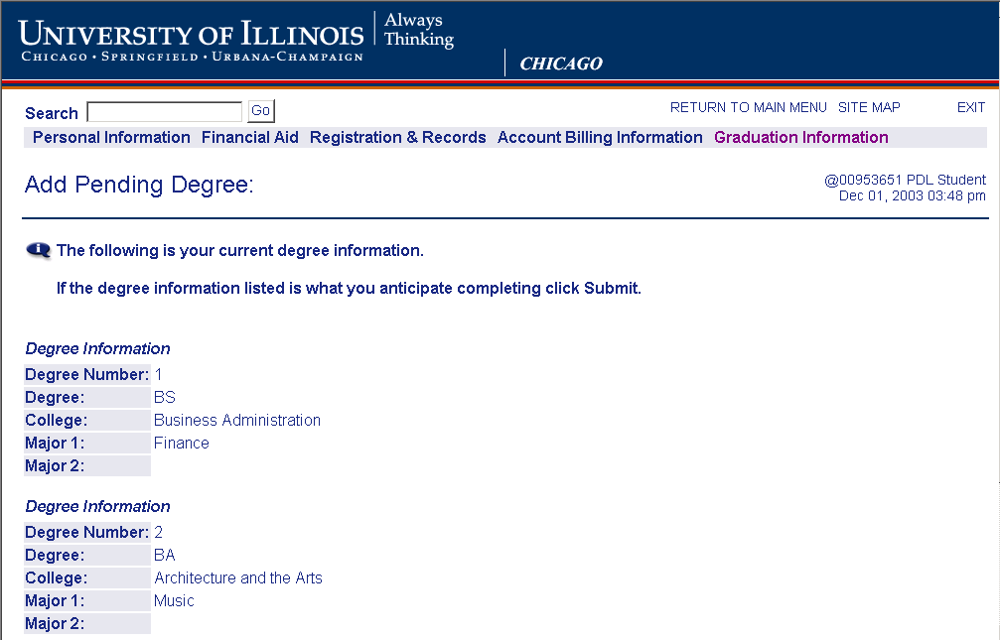 UNIVERSITY OF ILLINOIS
CHICAGO • SPRINGFIELD • URBANA-CHAMPAIGN
Always
Thinking
CHICAGO
Search Go
RETURN TO MAIN MENU SITE MAP EXIT
Personal Information Financial Aid Registration & Records Account Billing Information Graduation Information
Add Pending Degree:
@00953651 PDL Student
Dec 01, 2003 03:48 pm
The following is your current degree information.
If the degree information listed is what you anticipate completing click Submit.
Degree Information
Degree Number: 1
Degree: BS
College: Business Administration
Major 1: Finance
Major 2:
Degree Information
Degree Number: 2
Degree: BA
College: Architecture and the Arts
Major 1: Music
Major 2: